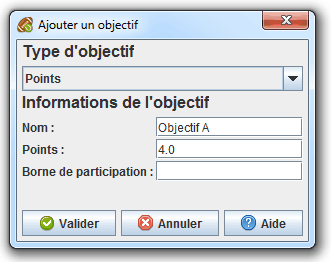 Ajouter un objectif
Type d'objectif
Points
Informations de l'objectif
Nom : Objectif A
Points : 4.0
Borne de participation :
Valider Annuler Aide